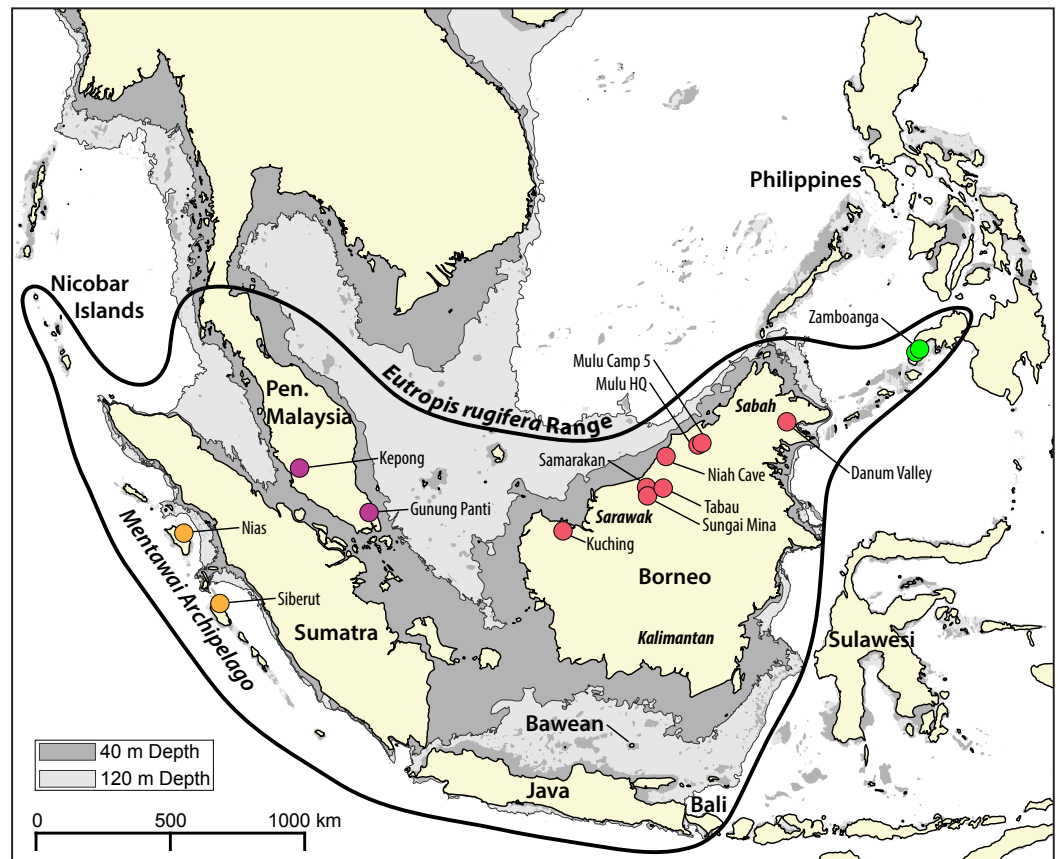 Philippines
Nicobar
Islands
Zamboanga
Eutropis rugifera Range
Mulu Camp 5
Mulu HQ
Pen.
Malaysia
Sabah
Kepong
Samarakan
Niah Cave
Danum Valley
Gunung Panti
Tabau
Sarawak
Sungai Mina
Nias
Kuching
Mentawai Archipelago
Siberut
Borneo
Sumatra
Kalimantan
Sulawesi
Bawean
40 m Depth
120 m Depth
Java
Bali
0 500 1000 km